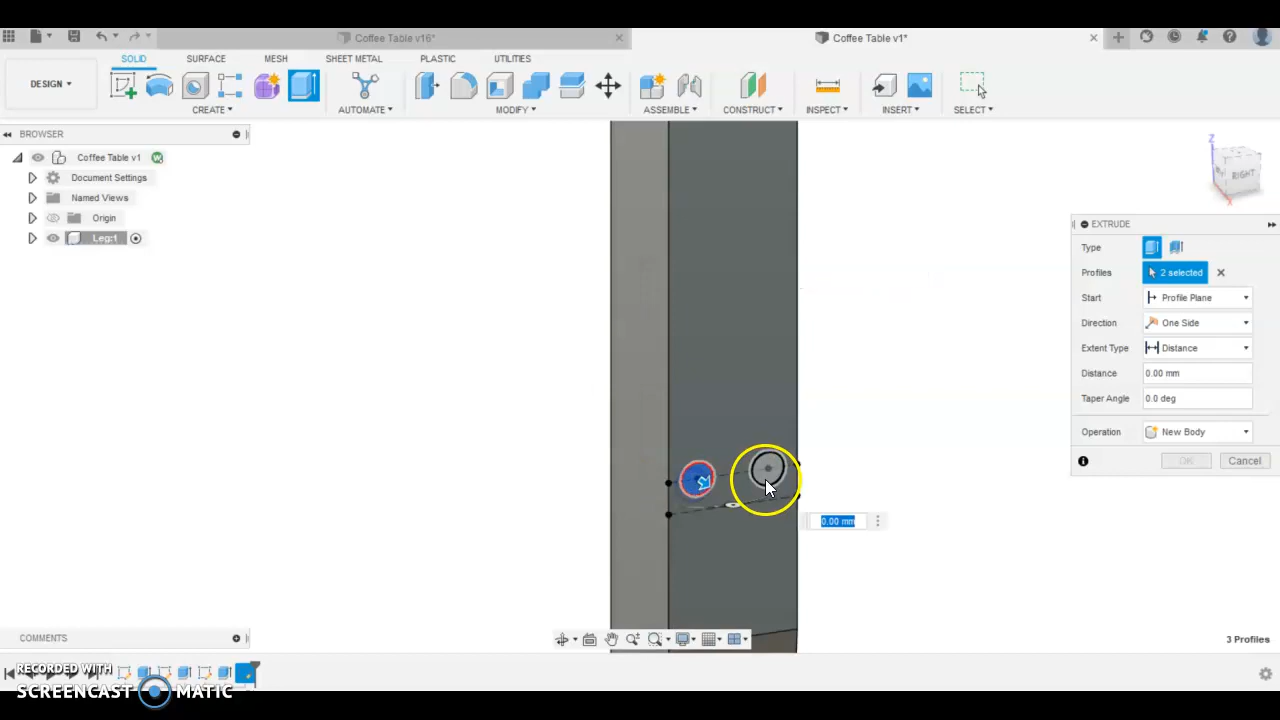 Coffee Table v16*
Coffee Table v1*
SOLID
SURFACE
MESH
SHEET METAL
PLASTIC
UTILITIES
DESIGN
CREATE
AUTOMATE
MODIFY
ASSEMBLE
CONSTRUCT
INSPECT
INSERT
SELECT
BROWSER
Coffee Table v1
Document Settings
Named Views
Origin
Leg:1
Z
RIGHT
X
EXTRUDE
Type
Profiles 2 selected
Start Profile Plane
Direction One Side
Extent Type Distance
Distance 0.00 mm
Taper Angle 0.0 deg
Operation New Body
OK Cancel
0.00 mm
COMMENTS
3 Profiles
RECORDED WITH
SCREENCAST MATIC